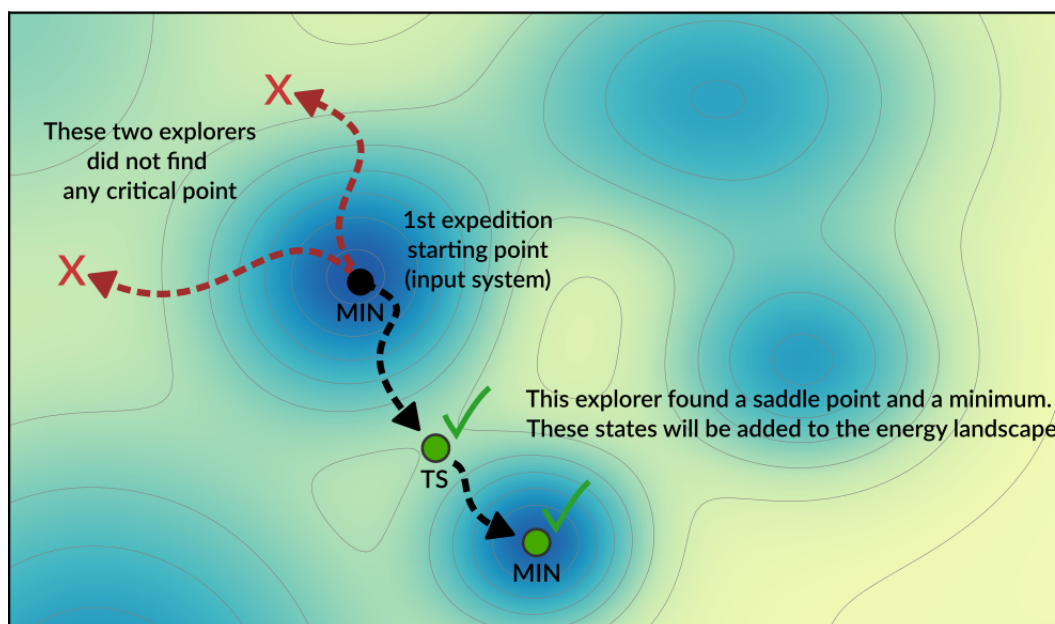 X
These two explorers
did not find
any critical point
1st expedition
starting point
(input system)
X
MIN
This explorer found a saddle point and a minimum.
These states will be added to the energy landscape
TS
MIN